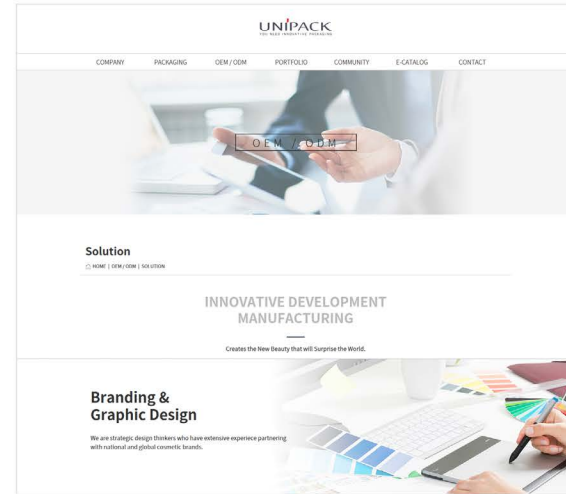 UNIPACK
YOU NEED INNOVATIVE PACKAGING
COMPANY PACKAGING OEM / ODM PORTFOLIO COMMUNITY E-CATALOG CONTACT
OEM / ODM
Solution
HOME | OEM / ODM | SOLUTION
INNOVATIVE DEVELOPMENT
MANUFACTURING
Creates the New Beauty that will Surprise the World.
Branding &
Graphic Design
We are strategic design thinkers who have extensive experiece partnering
with national and global cosmetic brands.